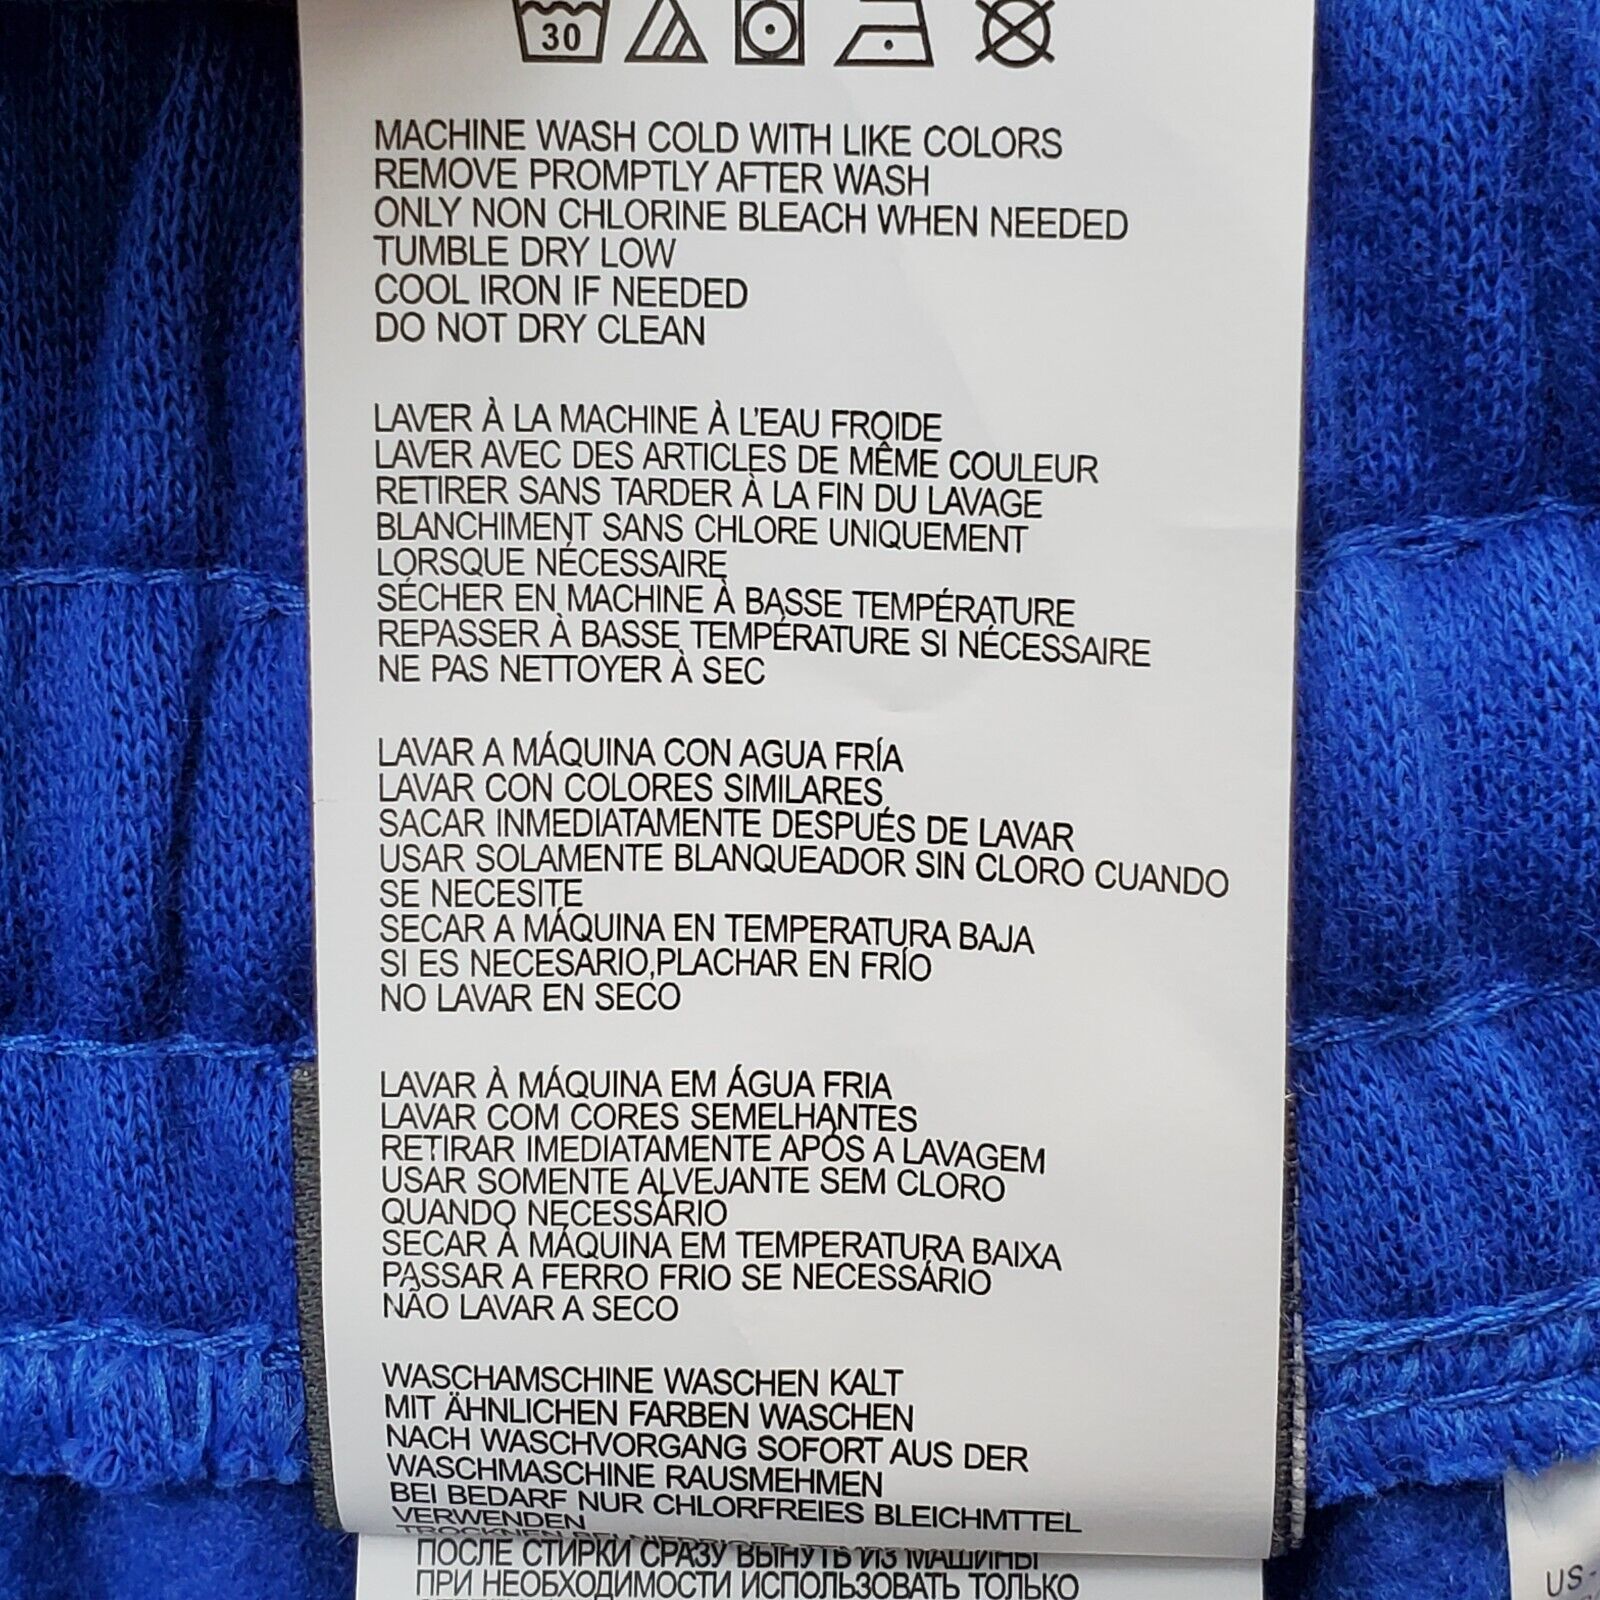 30
MACHINE WASH COLD WITH LIKE COLORS
REMOVE PROMPTLY AFTER WASH
ONLY NON CHLORINE BLEACH WHEN NEEDED
TUMBLE DRY LOW
COOL IRON IF NEEDED
DO NOT DRY CLEAN
LAVER À LA MACHINE À L'EAU FROIDE
LAVER AVEC DES ARTICLES DE MÊME COULEUR
RETIRER SANS TARDER À LA FIN DU LAVAGE
BLANCHIMENT SANS CHLORE UNIQUEMENT
LORSQUE NÉCESSAIRE
SÉCHER EN MACHINE À BASSE TEMPÉRATURE
REPASSER À BASSE TEMPÉRATURE SI NÉCESSAIRE
NE PAS NETTOYER À SEC
LAVAR A MÁQUINA CON AGUA FRÍA
LAVAR CON COLORES SIMILARES
SACAR INMEDIATAMENTE DESPUÉS DE LAVAR
USAR SOLAMENTE BLANQUEADOR SIN CLORO CUANDO
SE NECESITE
SECAR A MÁQUINA EN TEMPERATURA BAJA
SI ES NECESARIO,PLACHAR EN FRÍO
NO LAVAR EN SECO
LAVAR À MÁQUINA EM ÁGUA FRIA
LAVAR COM CORES SEMELHANTES
RETIRAR IMEDIATAMENTE APÓS A LAVAGEM
USAR SOMENTE ALVEJANTE SEM CLORO
QUANDO NECESSÁRIO
SECAR À MÁQUINA EM TEMPERATURA BAIXA
PASSAR A FERRO FRIO SE NECESSÁRIO
NÃO LAVAR A SECO
WASCHAMSCHINE WASCHEN KALT
MIT ÄHNLICHEN FARBEN WASCHEN
NACH WASCHVORGANG SOFORT AUS DER
WASCHMASCHINE RAUSMEHMEN
BEI BEDARF NUR CHLORFREIES BLEICHMTTEL
VERWENDEN
TROCKNEN BEI
ПОСЛЕ СТИРКИ СРАЗУ ВЫНУТЬ ИЗ МАШИНЫ
ПРИ НЕОБХОДИМОСТИ ИСПОЛЬЗОВАТЬ ТОЛЬКО
US-